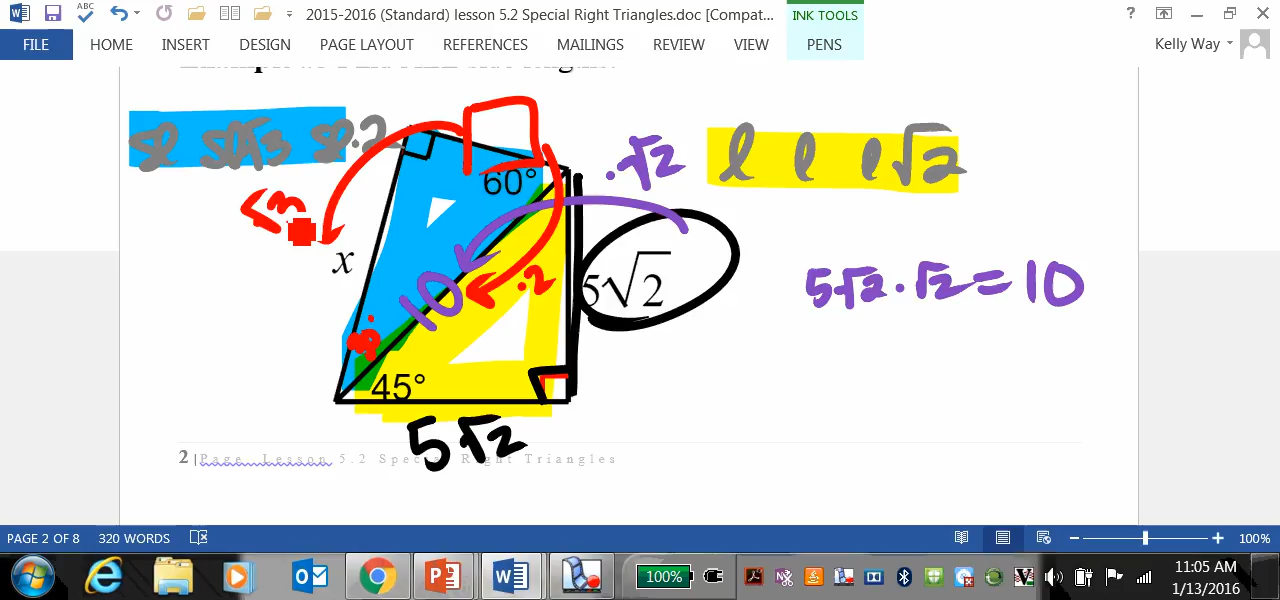 2015-2016 (Standard) lesson 5.2 Special Right Triangles.doc [Compat...
INK TOOLS
?
FILE HOME INSERT DESIGN PAGE LAYOUT REFERENCES MAILINGS REVIEW VIEW PENS
Kelly Way
sl sl√3 sl·2
·√2
l l l√2
60°
√3
x
10
·2
5√2
5√2·√2=10
45°
5√2
2|Page Lesson 5.2 Special Right Triangles
PAGE 2 OF 8 320 WORDS
100%
100%
11:05 AM
1/13/2016